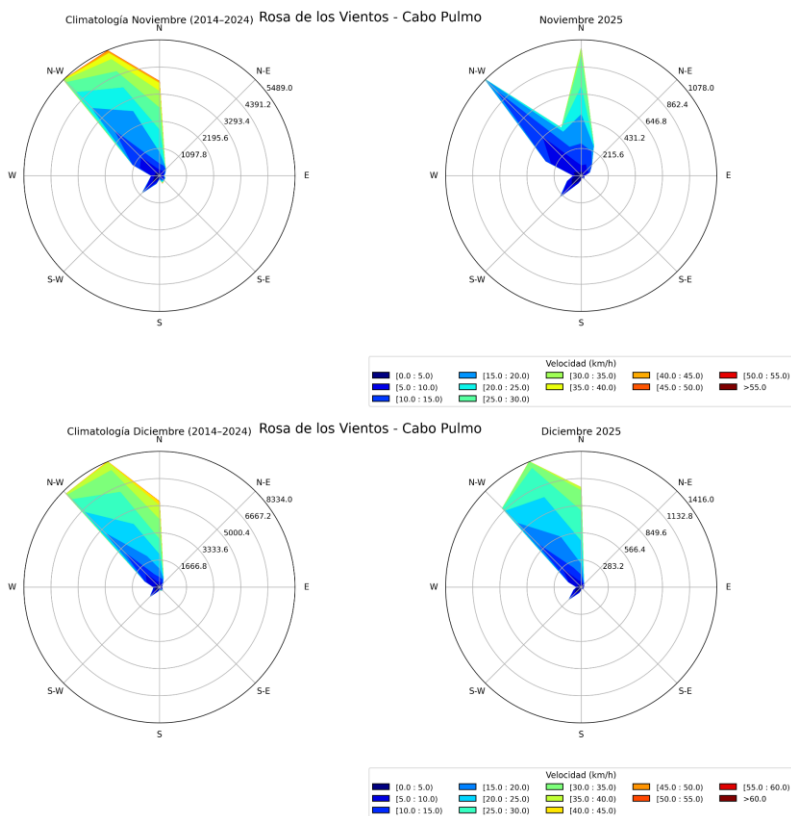 Rosa de los Vientos - Cabo Pulmo
Climatología Noviembre (2014–2024)
N
N-W
N-E
5489.0
4391.2
3293.4
2195.6
1097.8
W
E
S-W
S-E
S
Noviembre 2025
N
N-W
N-E
1078.0
862.4
646.8
431.2
215.6
W
E
S-W
S-E
S
Velocidad (km/h)
[0.0 : 5.0)
[5.0 : 10.0)
[10.0 : 15.0)
[15.0 : 20.0)
[20.0 : 25.0)
[25.0 : 30.0)
[30.0 : 35.0)
[35.0 : 40.0)
[40.0 : 45.0)
[45.0 : 50.0)
[50.0 : 55.0)
>55.0
Rosa de los Vientos - Cabo Pulmo
Climatología Diciembre (2014–2024)
N
N-W
N-E
8334.0
6667.2
5000.4
3333.6
1666.8
W
E
S-W
S-E
S
Diciembre 2025
N
N-W
N-E
1416.0
1132.8
849.6
566.4
283.2
W
E
S-W
S-E
S
Velocidad (km/h)
[0.0 : 5.0)
[5.0 : 10.0)
[10.0 : 15.0)
[15.0 : 20.0)
[20.0 : 25.0)
[25.0 : 30.0)
[30.0 : 35.0)
[35.0 : 40.0)
[40.0 : 45.0)
[45.0 : 50.0)
[50.0 : 55.0)
[55.0 : 60.0)
>60.0